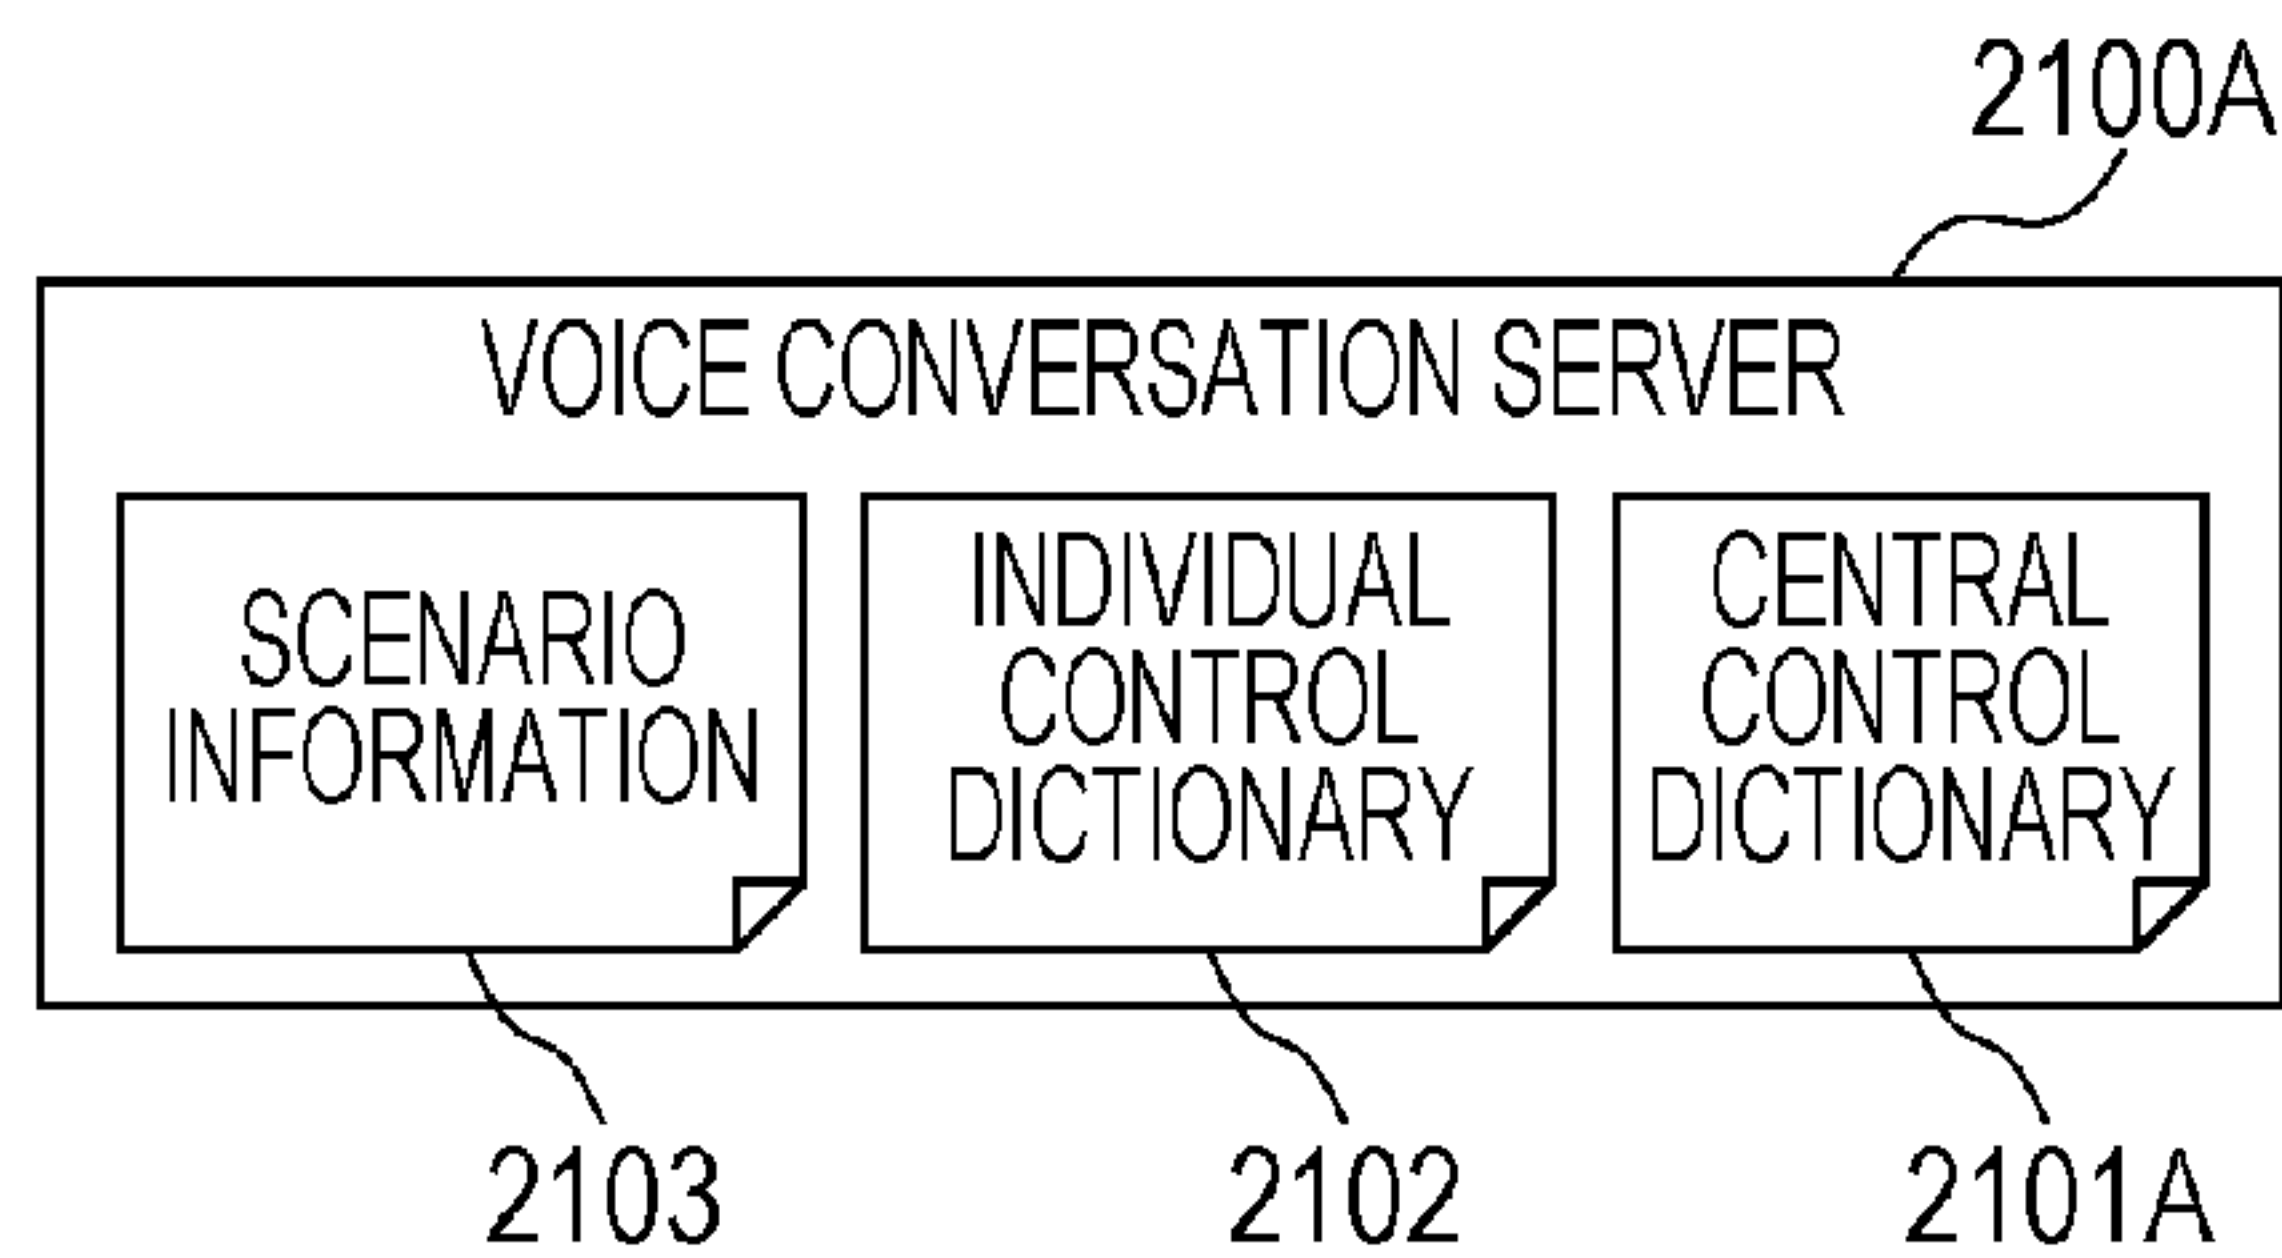 2100A
VOICE CONVERSATION SERVER
SCENARIO
INFORMATION
INDIVIDUAL
CONTROL
DICTIONARY
CENTRAL
CONTROL
DICTIONARY
2103
2102
2101A